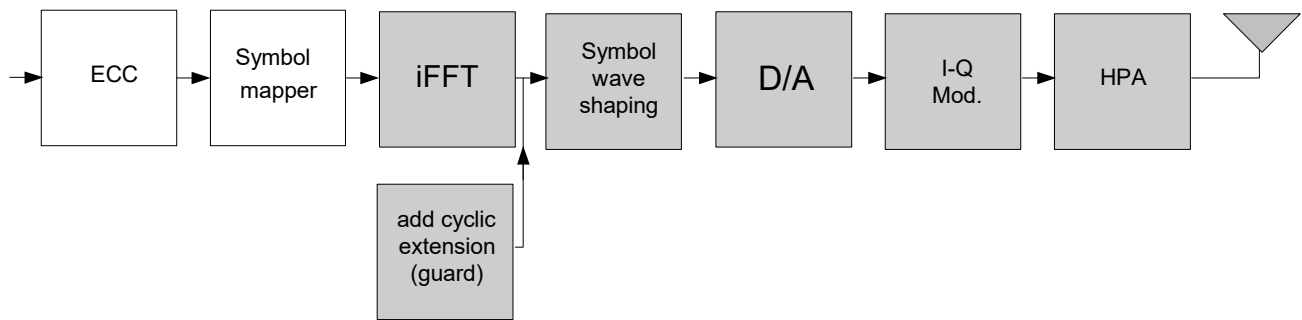 ECC
Symbol
mapper
iFFT
Symbol
wave
shaping
D/A
I-Q
Mod.
HPA
add cyclic
extension
(guard)